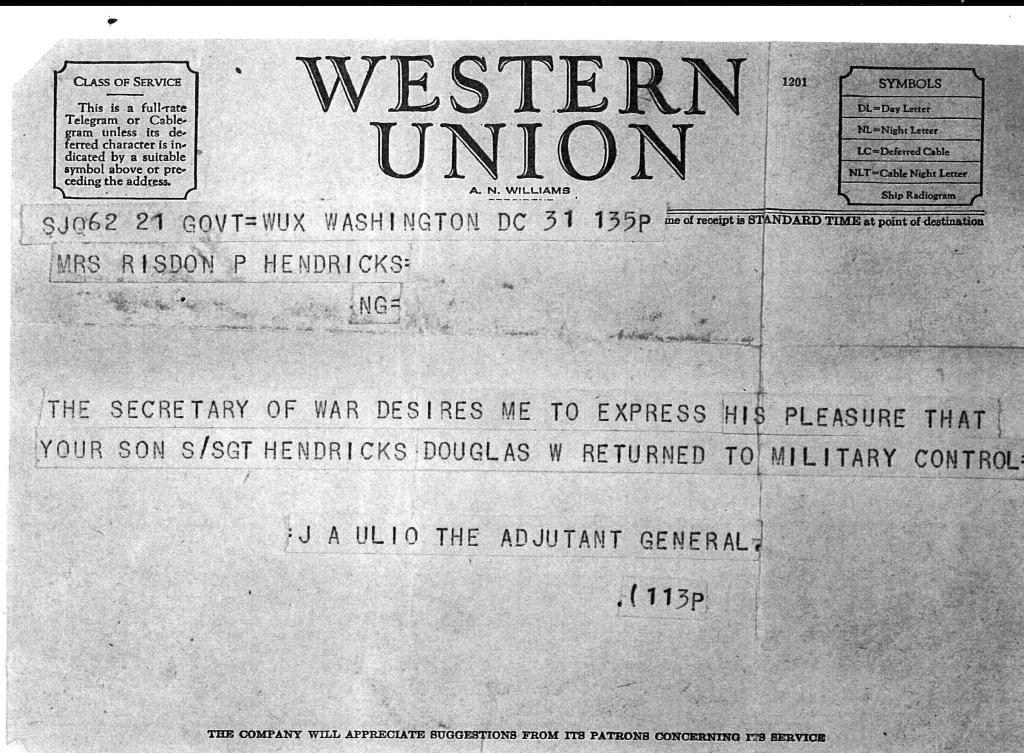 CLASS OF SERVICE
This is a full-rate
Telegram or Cable-
gram unless its de-
ferred character is in-
dicated by a suitable
symbol above or pre-
ceding the address.
WESTERN
UNION
A. N. WILLIAMS
1201
SYMBOLS
DL=Day Letter
NL=Night Letter
LC=Deferred Cable
NLT=Cable Night Letter
Ship Radiogram
me of receipt is STANDARD TIME at point of destination
SJQ62 21 GOVT=WUX WASHINGTON DC 31 135P
MRS RISDON P HENDRICKS=
NG=
THE SECRETARY OF WAR DESIRES ME TO EXPRESS HIS PLEASURE THAT
YOUR SON S/SGT HENDRICKS DOUGLAS W RETURNED TO MILITARY CONTROL=
:J A ULIO THE ADJUTANT GENERAL.
.(113P
THE COMPANY WILL APPRECIATE SUGGESTIONS FROM ITS PATRONS CONCERNING ITS SERVICE